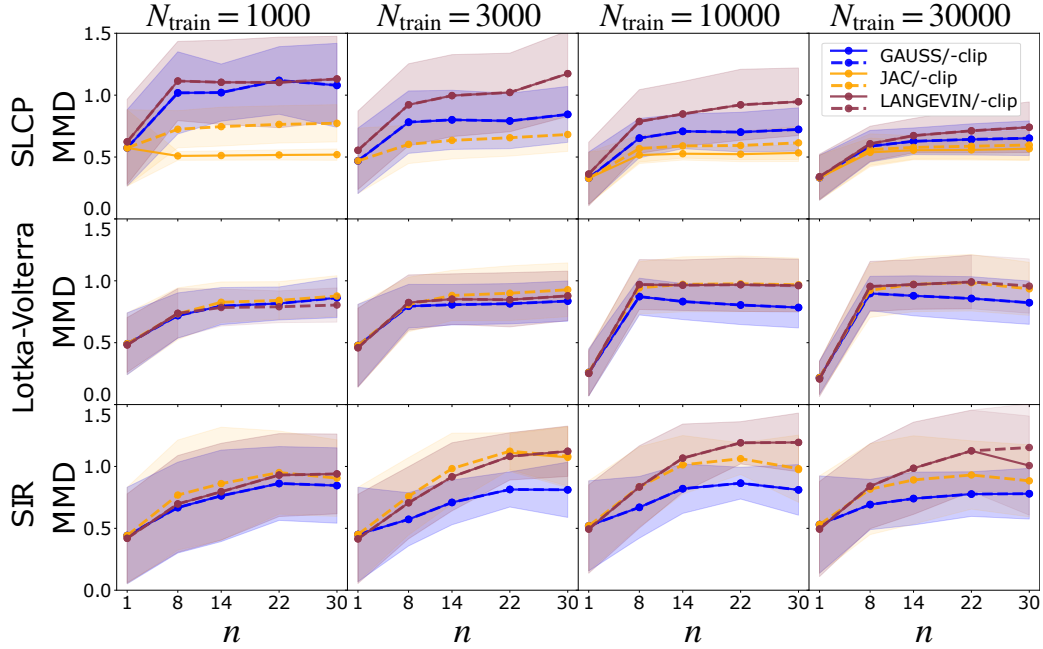 N_train = 1000 N_train = 3000 N_train = 10000 N_train = 30000
SLCP
MMD
1.5
1.0
0.5
0.0
GAUSS/-clip
JAC/-clip
LANGEVIN/-clip
Lotka-Volterra
MMD
1.5
1.0
0.5
0.0
SIR
MMD
1.5
1.0
0.5
0.0
1 8 14 22 30 1 8 14 22 30 1 8 14 22 30 1 8 14 22 30
n n n n